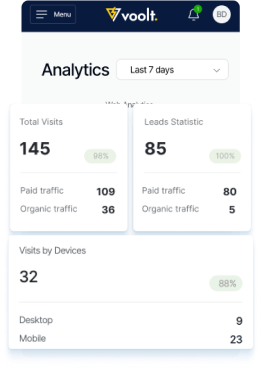 Menu
voolt.
1
BD
Analytics
Last 7 days
Web Analytics
Total Visits
145
98%
Paid traffic 109
Organic traffic 36
Leads Statistic
85
100%
Paid traffic 80
Organic traffic 5
Visits by Devices
32
88%
Desktop 9
Mobile 23